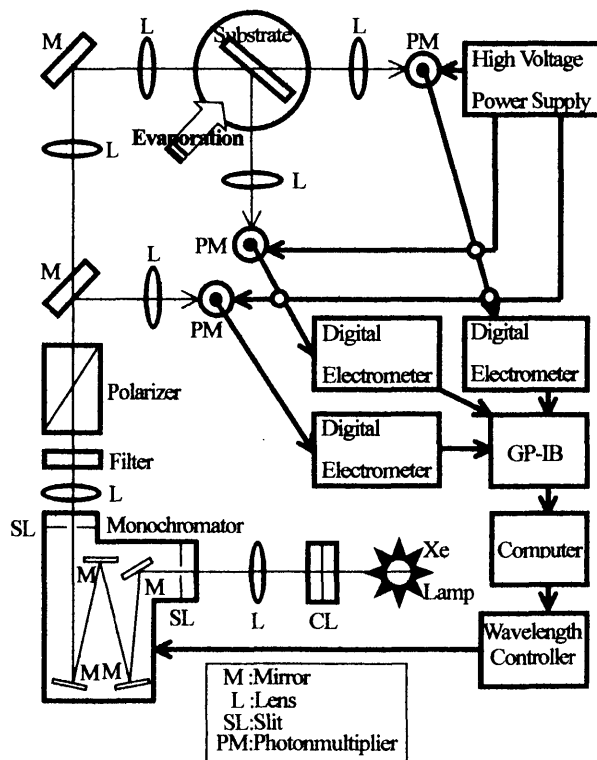 M
L
Substrate
L
PM
High Voltage
Power Supply
Evaporation
L
L
PM
M
L
PM
Digital
Electrometer
Digital
Electrometer
Polarizer
Digital
Electrometer
GP-IB
Filter
L
SL
Monochromator
M
M
SL
L
CL
Xe
Lamp
Computer
M
M
Wavelength
Controller
M :Mirror
L :Lens
SL:Slit
PM:Photonmultiplier